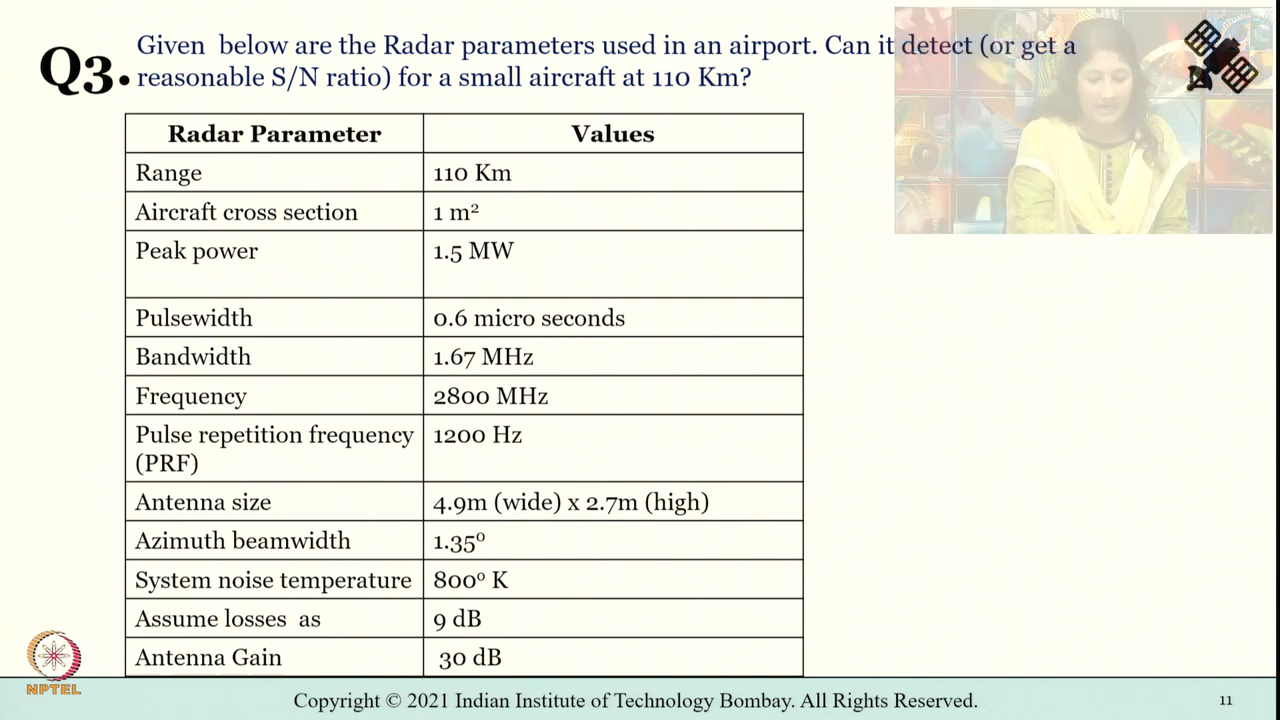 Q3.
Given below are the Radar parameters used in an airport. Can it detect (or get a
reasonable S/N ratio) for a small aircraft at 110 Km?
Radar Parameter Values
Range 110 Km
Aircraft cross section 1 m²
Peak power 1.5 MW
Pulsewidth 0.6 micro seconds
Bandwidth 1.67 MHz
Frequency 2800 MHz
Pulse repetition frequency 1200 Hz
(PRF)
Antenna size 4.9m (wide) x 2.7m (high)
Azimuth beamwidth 1.35⁰
System noise temperature 800⁰ K
Assume losses as 9 dB
Antenna Gain 30 dB
NPTEL
Copyright © 2021 Indian Institute of Technology Bombay. All Rights Reserved.
11